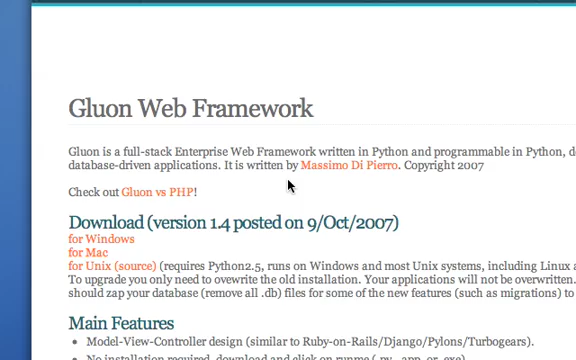 Gluon Web Framework
Gluon is a full-stack Enterprise Web Framework written in Python and programmable in Python, d
database-driven applications. It is written by Massimo Di Pierro. Copyright 2007
Check out Gluon vs PHP!
Download (version 1.4 posted on 9/Oct/2007)
for Windows
for Mac
for Unix (source) (requires Python2.5, runs on Windows and most Unix systems, including Linux a
To upgrade you only need to ovewrite the old installation. Your applications will not be overwritten.
should zap your database (remove all .db) files for some of the new features (such as migrations) to
Main Features
• Model-View-Controller design (similar to Ruby-on-Rails/Django/Pylons/Turbogears).
• No installation required, download and click on runme (.py, .app, or .exe)